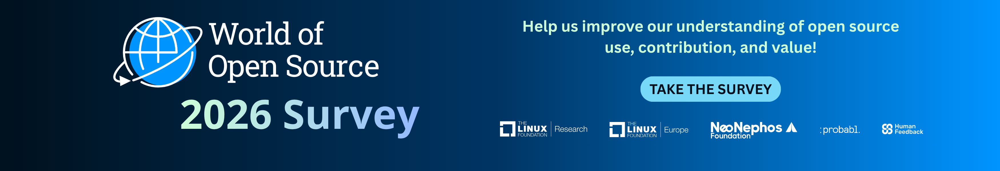 World of
Open Source
2026 Survey
Help us improve our understanding of open source
use, contribution, and value!
TAKE THE SURVEY
THE
LINUX
FOUNDATION
Research
THE
LINUX
FOUNDATION
Europe
NeoNephos
Foundation
:probabl.
Human
Feedback